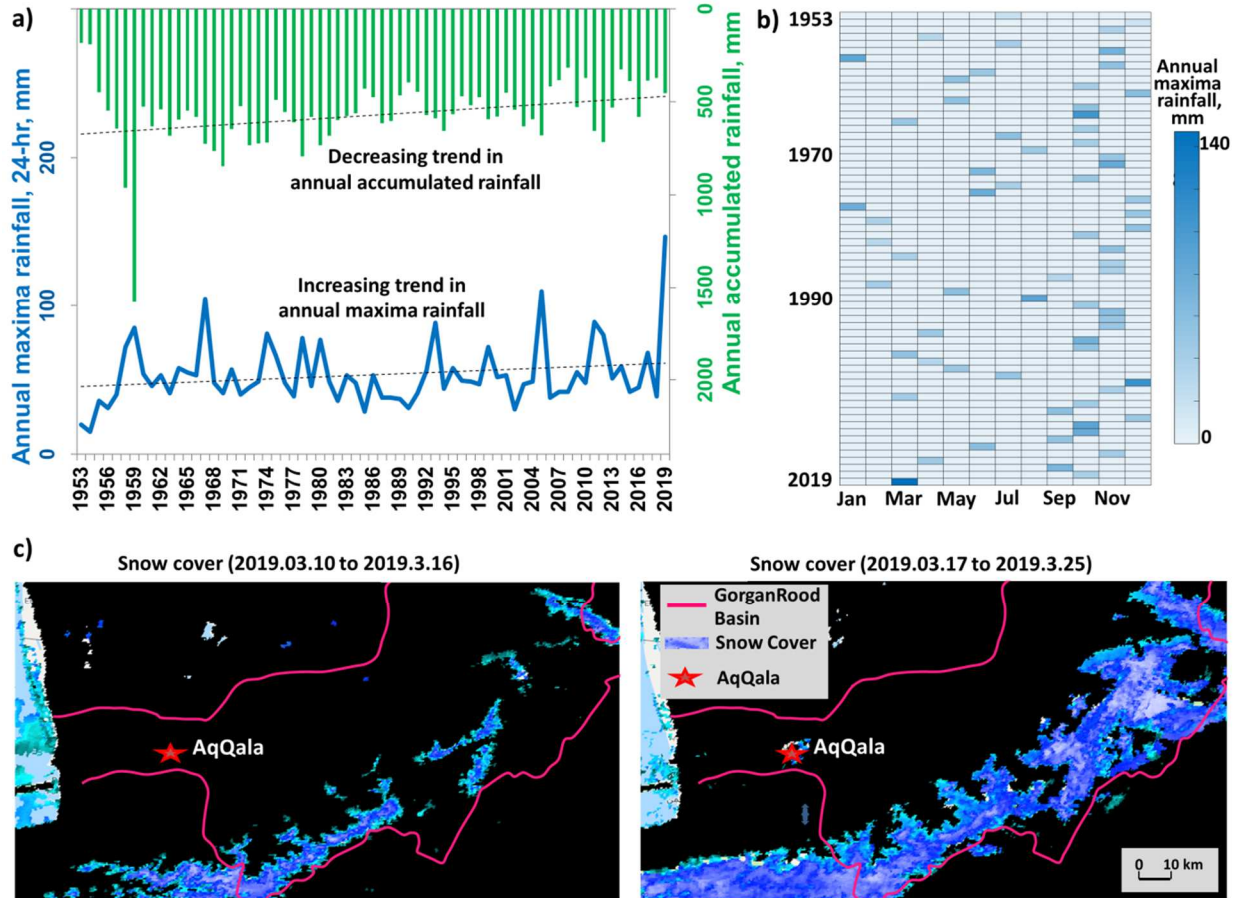 a)
Annual maxima rainfall, 24-hr, mm
200
100
0
0
500
1000
1500
2000
Annual accumulated rainfall, mm
Decreasing trend in
annual accumulated rainfall
Increasing trend in
annual maxima rainfall
1953
1956
1959
1962
1965
1968
1971
1974
1977
1980
1983
1986
1989
1992
1995
1998
2001
2004
2007
2010
2013
2016
2019
b)
1953
1970
1990
2019
Jan Mar May Jul Sep Nov
Annual
maxima
rainfall,
mm
140
0
c)
Snow cover (2019.03.10 to 2019.3.16)
AqQala
Snow cover (2019.03.17 to 2019.3.25)
GorganRood
Basin
Snow Cover
AqQala
AqQala
0 10 km